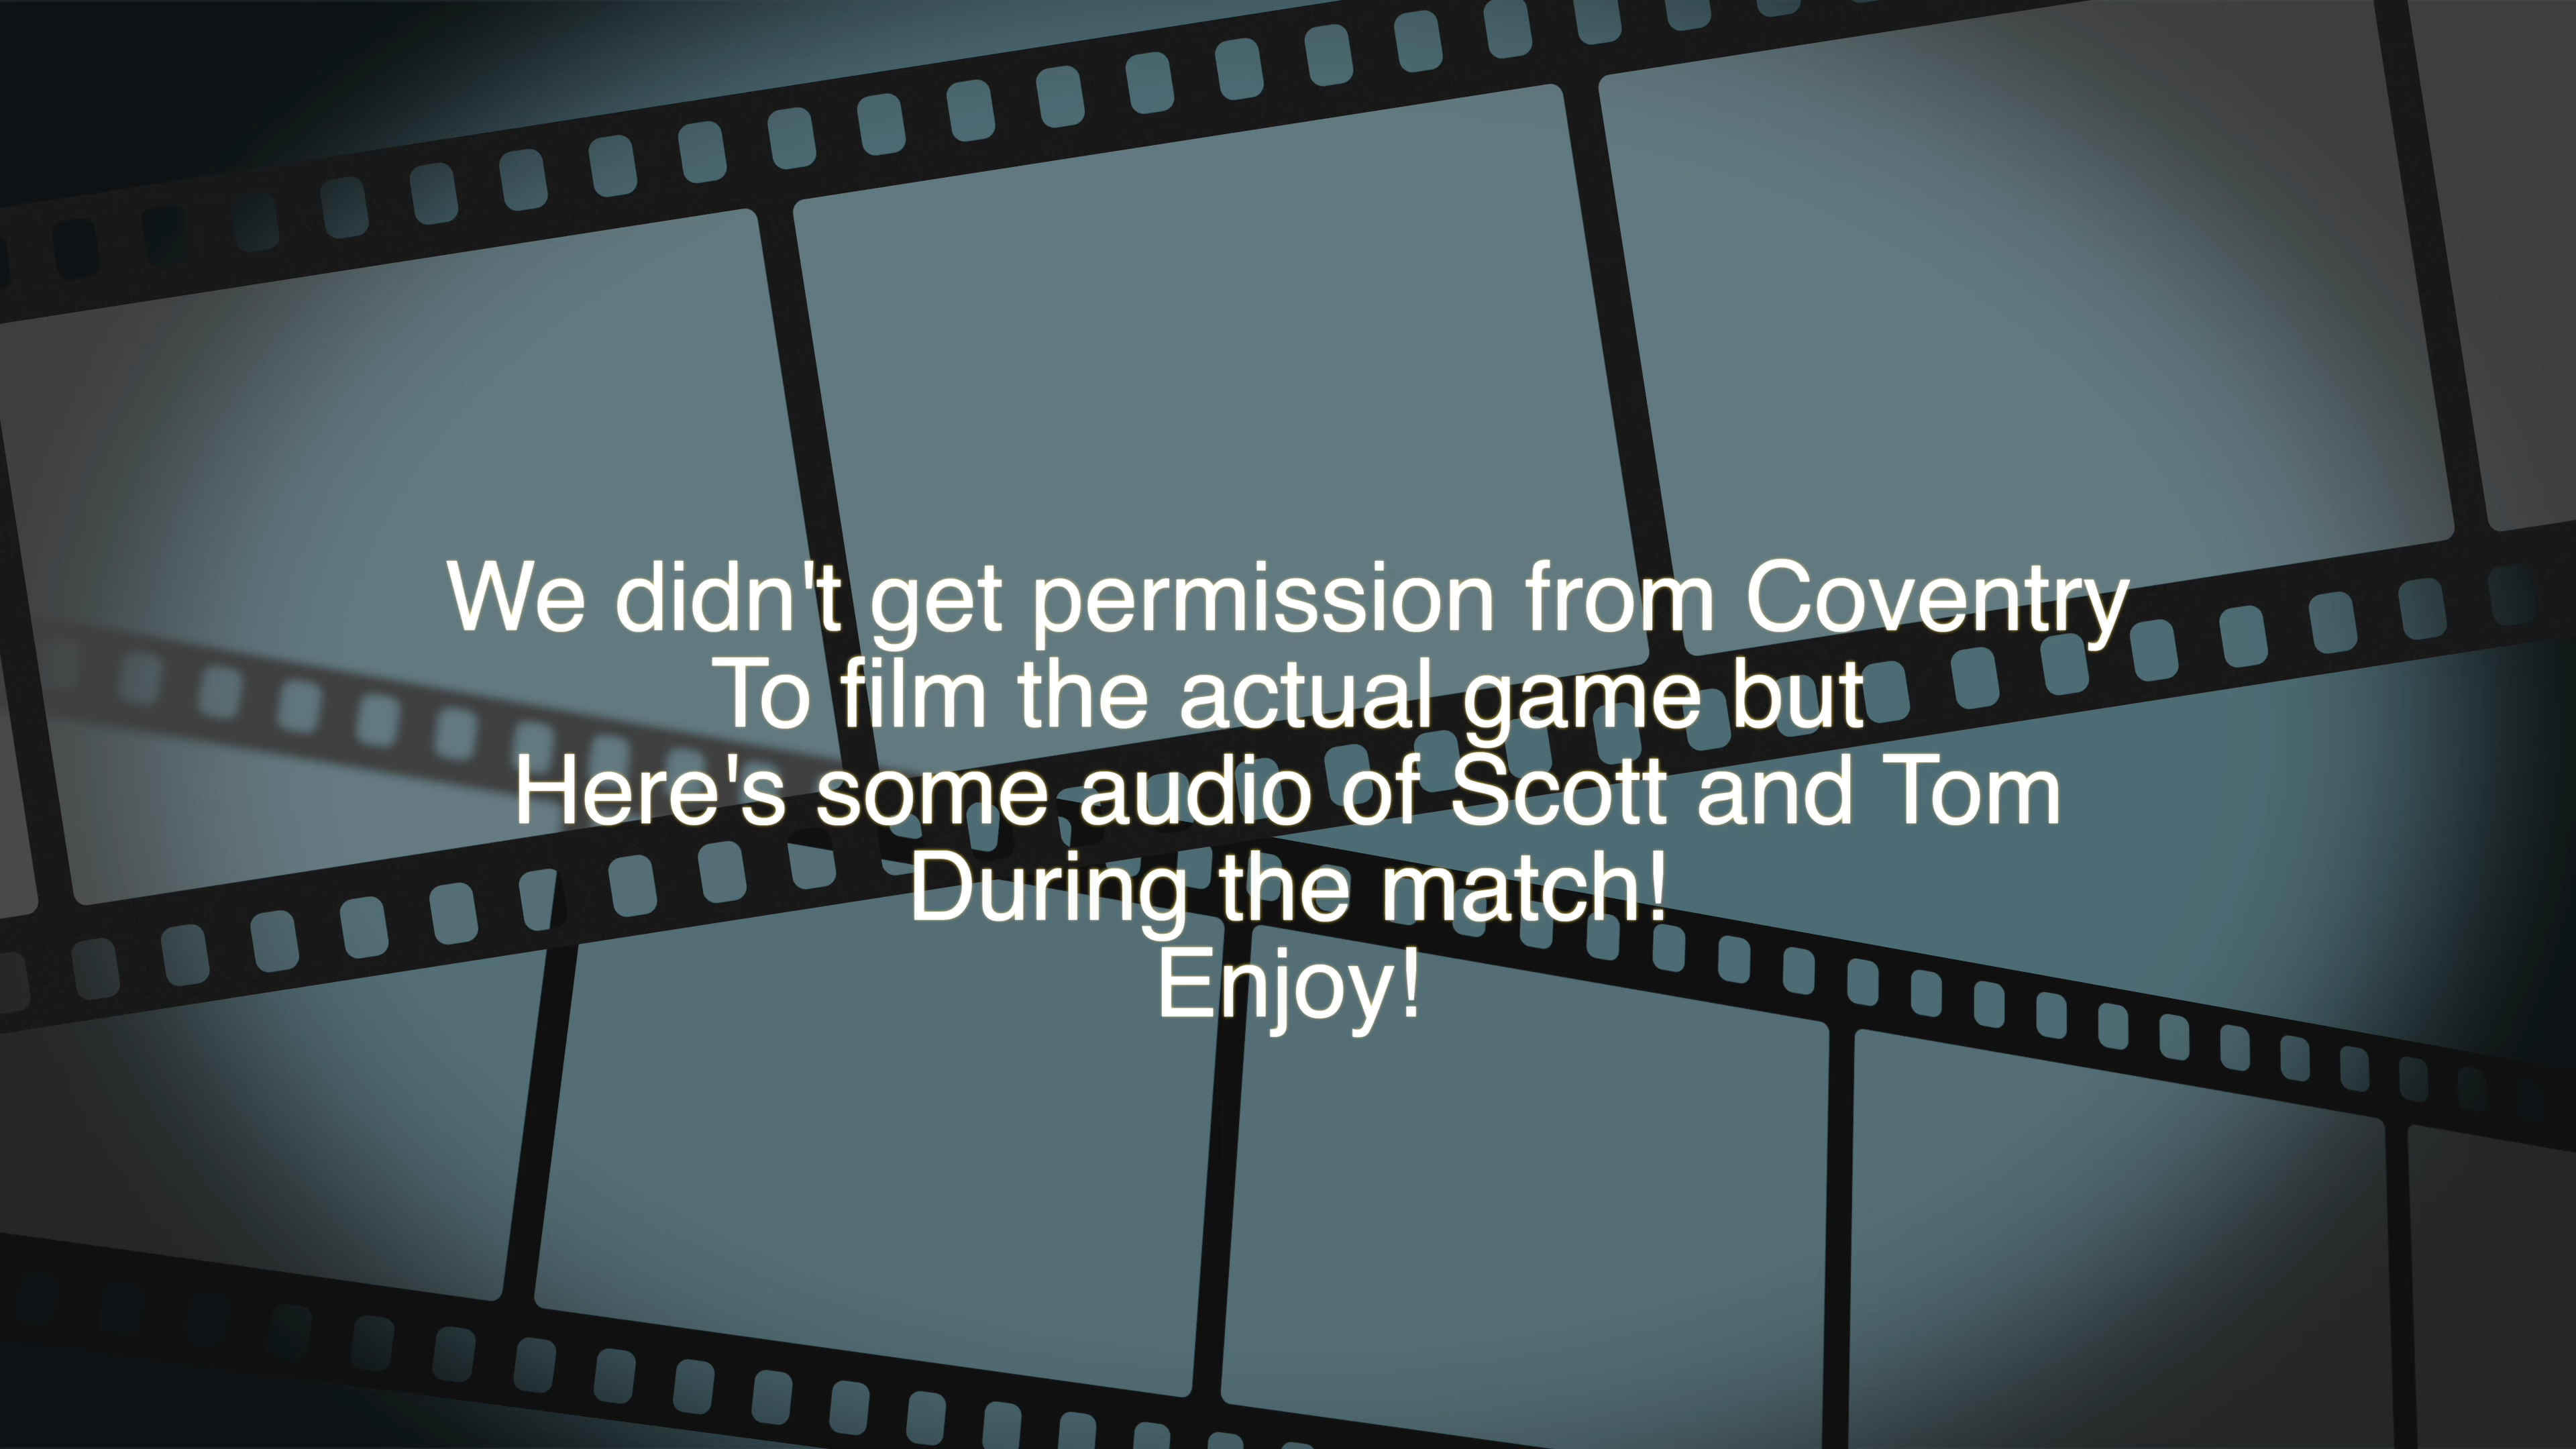 We didn't get permission from Coventry
To film the actual game but
Here's some audio of Scott and Tom
During the match!
Enjoy!